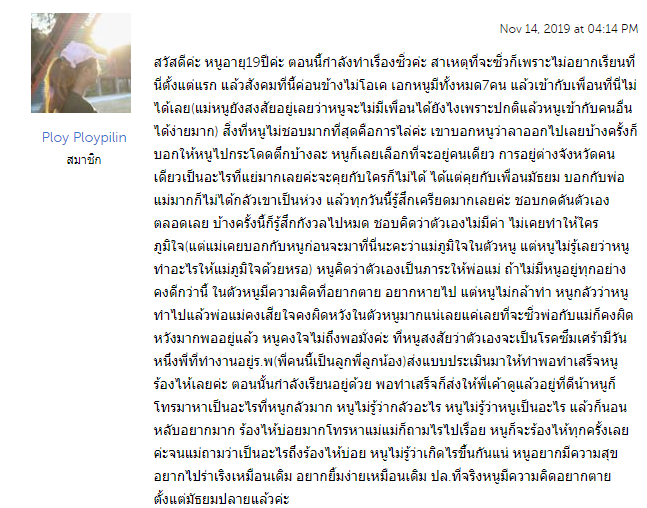 Nov 14, 2019 at 04:14 PM
Ploy Ploypilin
สมาชิก
สวัสดีค่ะ หนูอายุ19ปีค่ะ ตอนนี้กำลังทำเรื่องซิ่วค่ะ สาเหตุที่จะซิ่วก็เพราะไม่อยากเรียนที่
นี่ตั้งแต่แรก แล้วสังคมที่นี่ค่อนข้างไม่โอเค เอกหนูมีทั้งหมด7คน แล้วเข้ากับเพื่อนที่นี่ไม่
ได้เลย(แม่หนูยังสงสัยอยู่เลยว่าหนูจะไม่มีเพื่อนได้ยังไงเพราะปกติแล้วหนูเข้ากับคนอื่น
ได้ง่ายมาก) สิ่งที่หนูไม่ชอบมากที่สุดคือการไล่ค่ะ เขาบอกหนูว่าลาออกไปเลยบ้างครั้งก็
บอกให้หนูไปกระโดดตึกบ้างละ หนูก็เลยเลือกที่จะอยู่คนเดียว การอยู่ต่างจังหวัดคน
เดียวเป็นอะไรที่แย่มากเลยค่ะจะคุยกับใครก็ไม่ได้ ได้แต่คุยกับเพื่อนมัธยม บอกกับพ่อ
แม่มากก็ไม่ได้กลัวเขาเป็นห่วง แล้วทุกวันนี้รู้สึกเครียดมากเลยค่ะ ชอบกดดันตัวเอง
ตลอดเลย บ้างครั้งนี้ก็รู้สึกกังวลไปหมด ชอบคิดว่าตัวเองไม่มีค่า ไม่เคยทำให้ใคร
ภูมิใจ(แต่แม่เคยบอกกับหนูก่อนจะมาที่นี่นะคะว่าแม่ภูมิใจในตัวหนู แต่หนูไม่รู้เลยว่าหนู
ทำอะไรให้แม่ภูมิใจด้วยหรอ) หนูคิดว่าตัวเองเป็นภาระให้พ่อแม่ ถ้าไม่มีหนูอยู่ทุกอย่าง
คงดีกว่านี้ ในตัวหนูมีความคิดที่อยากตาย อยากหายไป แต่หนูไม่กล้าทำ หนูกลัวว่าหนู
ทำไปแล้วพ่อแม่คงเสียใจคงผิดหวังในตัวหนูมากแน่เลยแค่เลยที่จะซิ่วพ่อกับแม่ก็คงผิด
หวังมากพออยู่แล้ว หนูคงใจไม่ถึงพอมั่งค่ะ ที่หนูสงสัยว่าตัวเองจะเป็นโรคซึ่มเศร้ามีวัน
หนึ่งพี่ที่ทำงานอยู่ร.พ(พี่คนนี้เป็นลูกพี่ลูกน้อง)ส่งแบบประเมินมาให้ทำพอทำเสร็จหนู
ร้องไห้เลยค่ะ ตอนนั้นกำลังเรียนอยู่ด้วย พอทำเสร็จก็ส่งให้พี่เค้าดูแล้วอยู่ที่ดีน้าหนูก็
โทรมาหาเป็นอะไรที่หนูกลัวมาก หนูไม่รู้ว่ากลัวอะไร หนูไม่รู้ว่าหนูเป็นอะไร แล้วก็นอน
หลับอยากมาก ร้องไห้บ่อยมากโทรหาแม่แม่ก็ถามไรไปเรื่อย หนูก็จะร้องไห้ทุกครั้งเลย
ค่ะจนแม่ถามว่าเป็นอะไรถึงร้องไห้บ่อย หนูไม่รู้ว่าเกิดไรขึ้นกันแน่ หนูอยากมีความสุข
อยากไปร่าเริงเหมือนเดิม อยากยิ้มง่ายเหมือนเดิม ปล.ที่จริงหนูมีความคิดอยากตาย
ตั้งแต่มัธยมปลายแล้วค่ะ